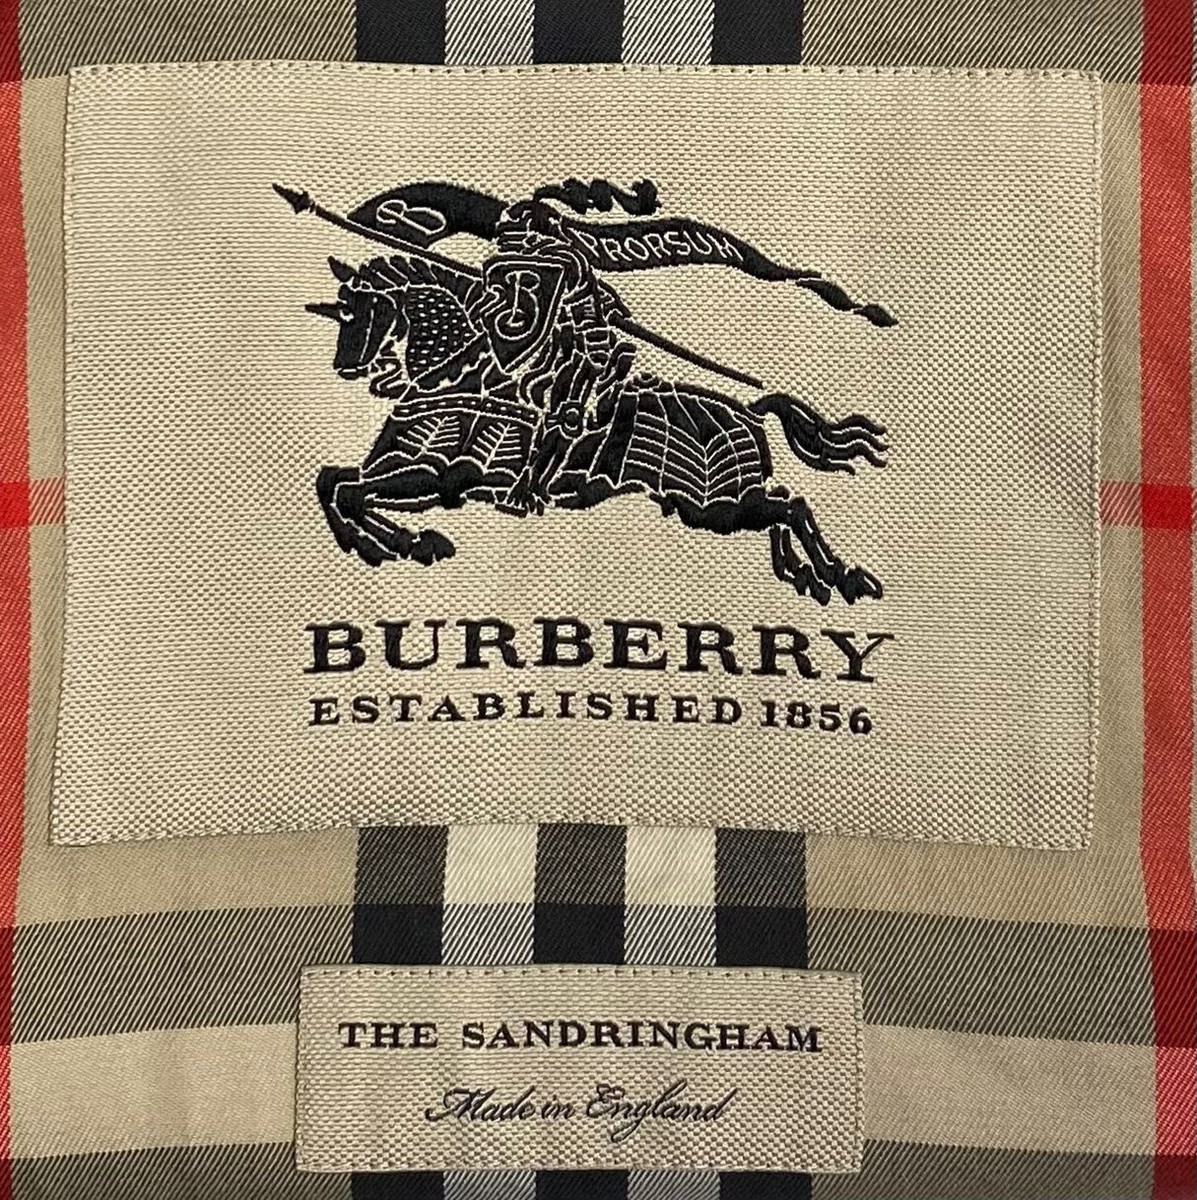 B PRORSUM
B
BURBERRY
ESTABLISHED 1856
THE SANDRINGHAM
Made in England